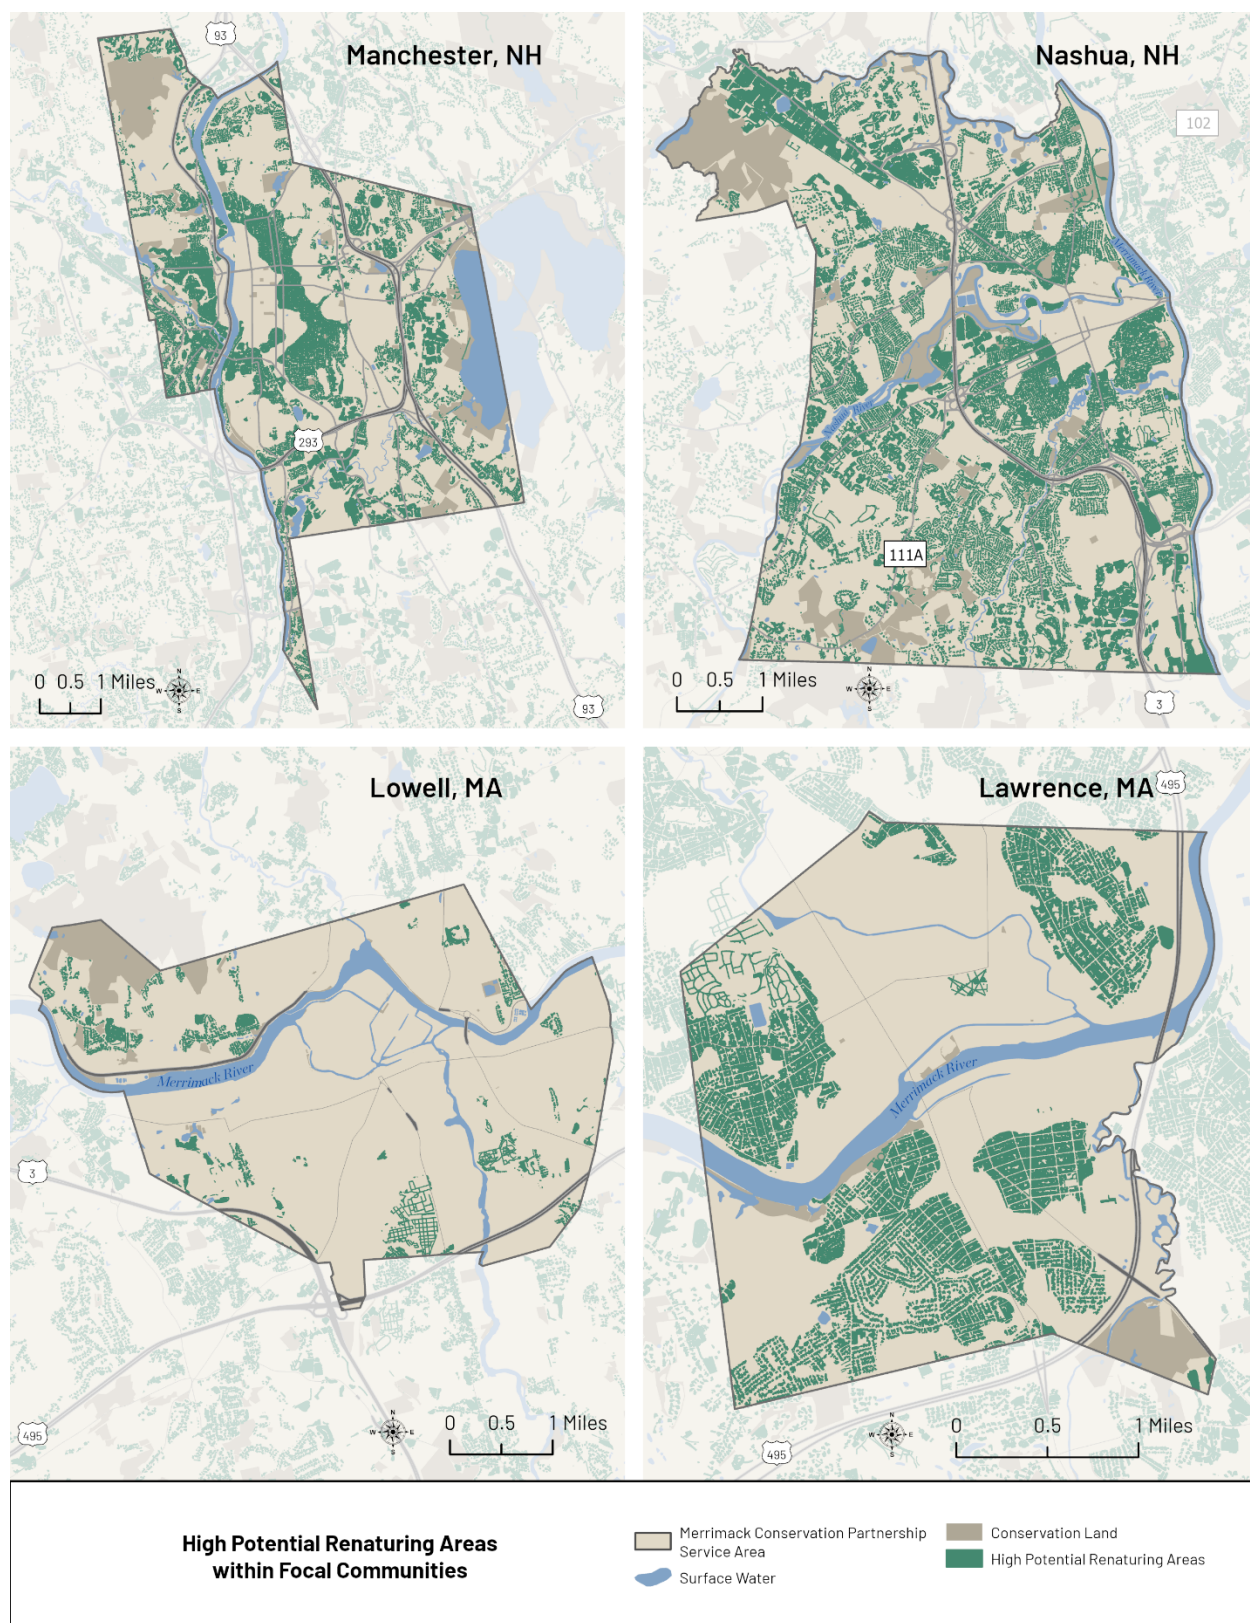 93
Manchester, NH
293
0 0.5 1 Miles
N
W E
S
93
Nashua, NH
102
Merrimack River
Nashua River
111A
0 0.5 1 Miles
N
W E
S
3
Lowell, MA
Merrimack River
3
495
N
W E
S
0 0.5 1 Miles
Lawrence, MA
495
Merrimack River
N
W E
S
0 0.5 1 Miles
495
High Potential Renaturing Areas
within Focal Communities
Merrimack Conservation Partnership
Service Area
Surface Water
Conservation Land
High Potential Renaturing Areas